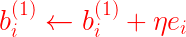 b_i^{(1)} ← b_i^{(1)} + ηe_i